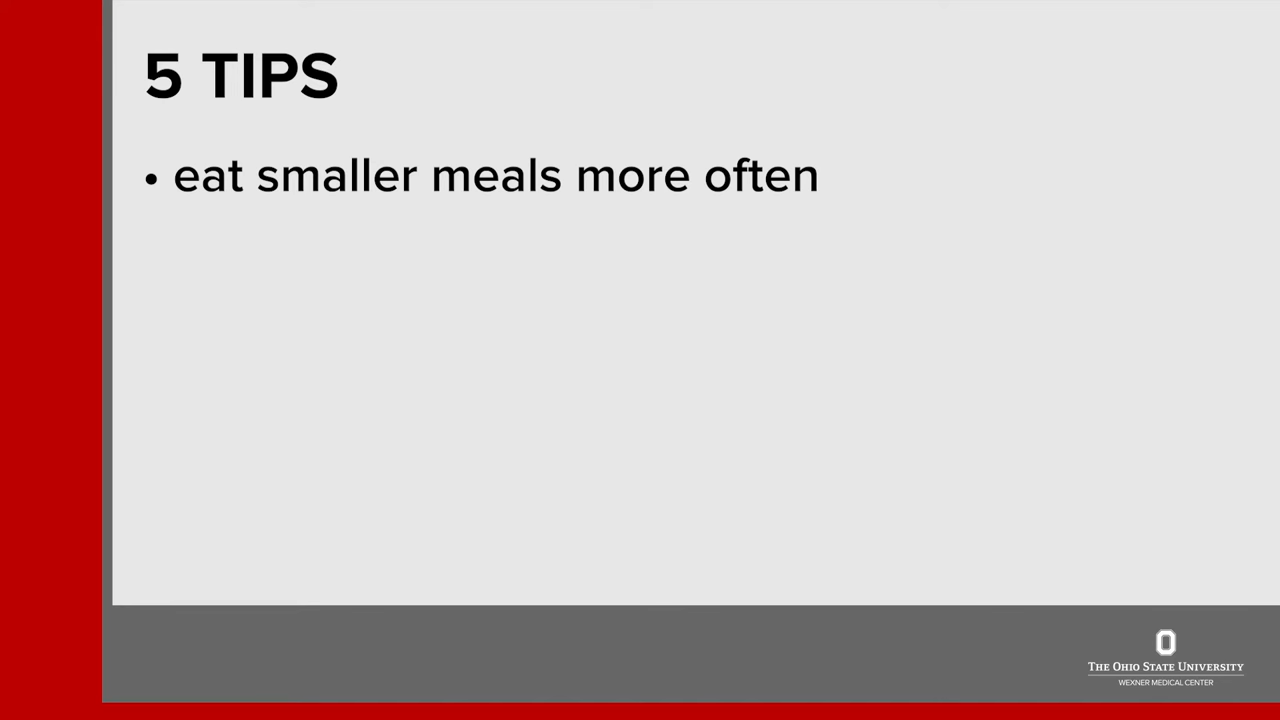 5 TIPS
• eat smaller meals more often
THE OHIO STATE UNIVERSITY
WEXNER MEDICAL CENTER